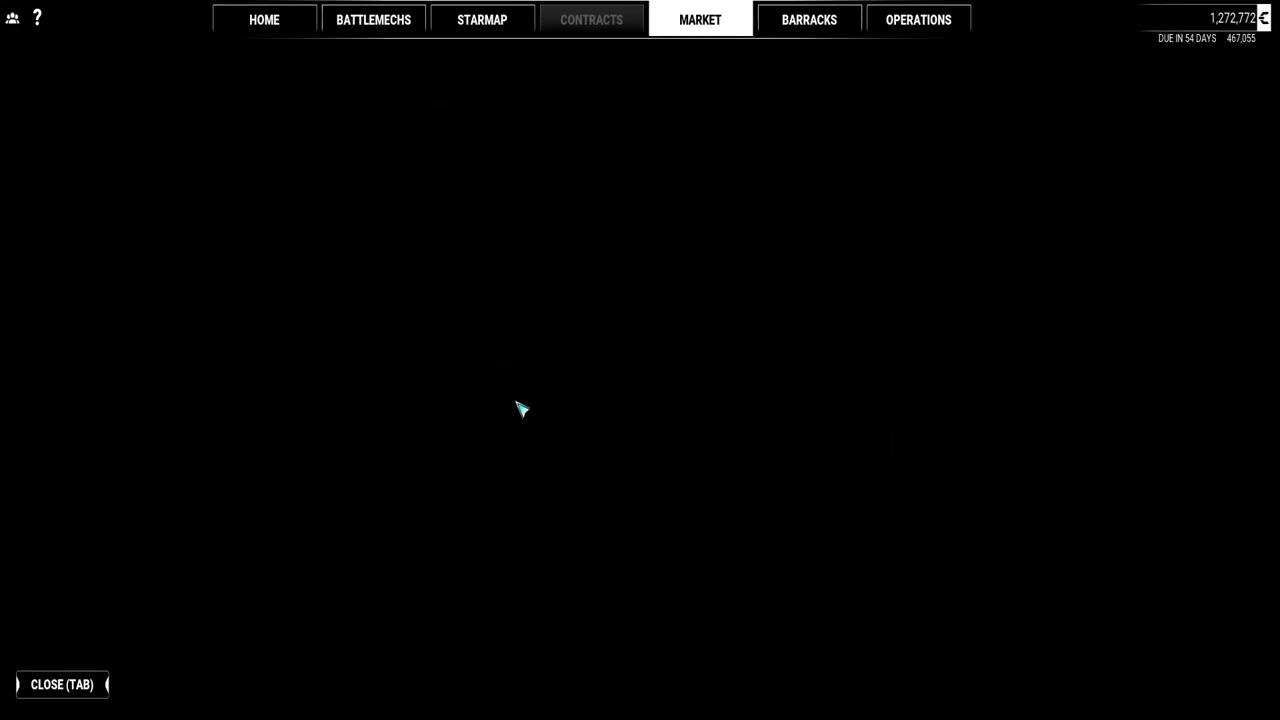 ?
HOME
BATTLEMECHS
STARMAP
CONTRACTS
MARKET
BARRACKS
OPERATIONS
1,272,772
DUE IN 54 DAYS 467,055
CLOSE (TAB)